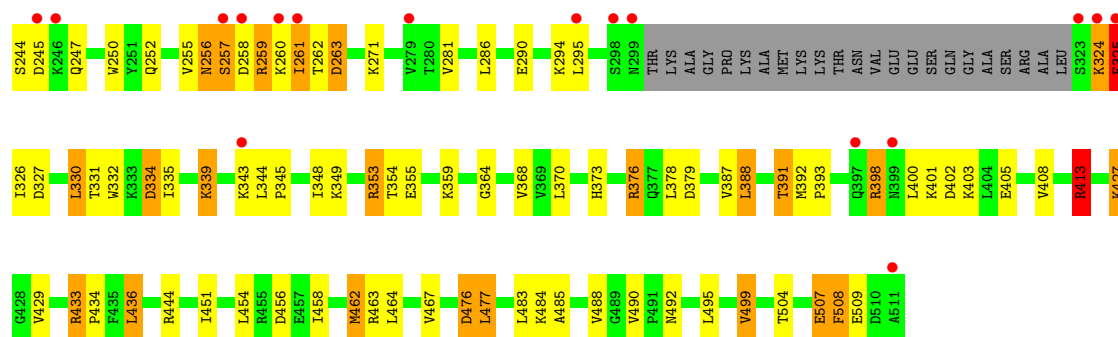 S244 D245 K246 Q247 W250 Y251 Q252 V255 N256 S257 D258 R259 K260 I261 T262 D263 K271 V279 T280 V281 L286 E290 K294 L295 S298 N299 THR LYS ALA GLY PRO LYS ALA MET LYS LYS THR ASN VAL GLU GLU SER GLN GLY ALA SER ARG ALA LEU S323 K324
I326 D327 L330 T331 W332 K333 D334 I335 K339 K343 L344 P345 I348 K349 R353 T354 E355 K359 G364 V368 V369 L370 H373 R376 Q377 L378 D379 V387 L388 T391 M392 P393 Q397 R398 N399 L400 K401 D402 K403 L404 E405 V408 R413 K427
G428 V429 R433 P434 F435 L436 R444 I451 L454 R455 D456 E457 I458 M462 R463 L464 V467 D476 L477 L483 K484 A485 V488 G489 V490 P491 N492 L495 V499 T504 E507 F508 E509 D510 A511